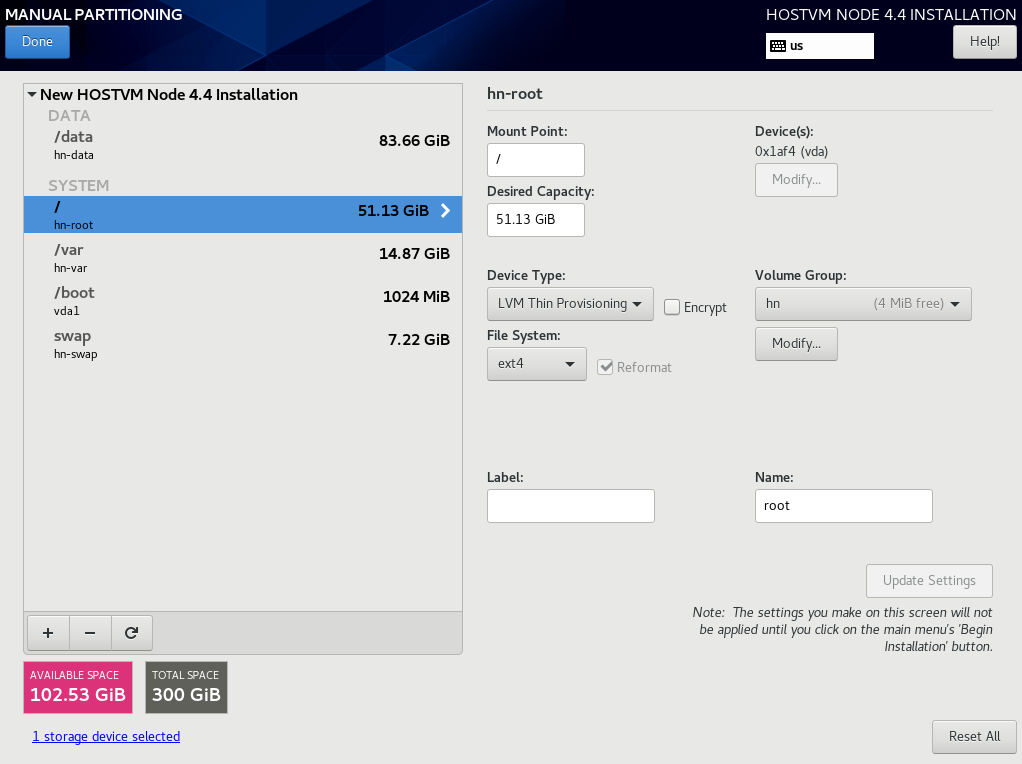 MANUAL PARTITIONING
HOSTVM NODE 4.4 INSTALLATION
Done
us
Help!
New HOSTVM Node 4.4 Installation
DATA
/data
83.66 GiB
hn-data
SYSTEM
/
51.13 GiB
hn-root
/var
14.87 GiB
hn-var
/boot
1024 MiB
vda1
swap
7.22 GiB
hn-swap
+ −
AVAILABLE SPACE
102.53 GiB
TOTAL SPACE
300 GiB
1 storage device selected
hn-root
Mount Point:
/
Device(s):
0x1af4 (vda)
Modify...
Desired Capacity:
51.13 GiB
Device Type:
LVM Thin Provisioning
Encrypt
Volume Group:
hn (4 MiB free)
Modify...
File System:
ext4
Reformat
Label:
Name:
root
Update Settings
Note: The settings you make on this screen will not
be applied until you click on the main menu's 'Begin
Installation' button.
Reset All